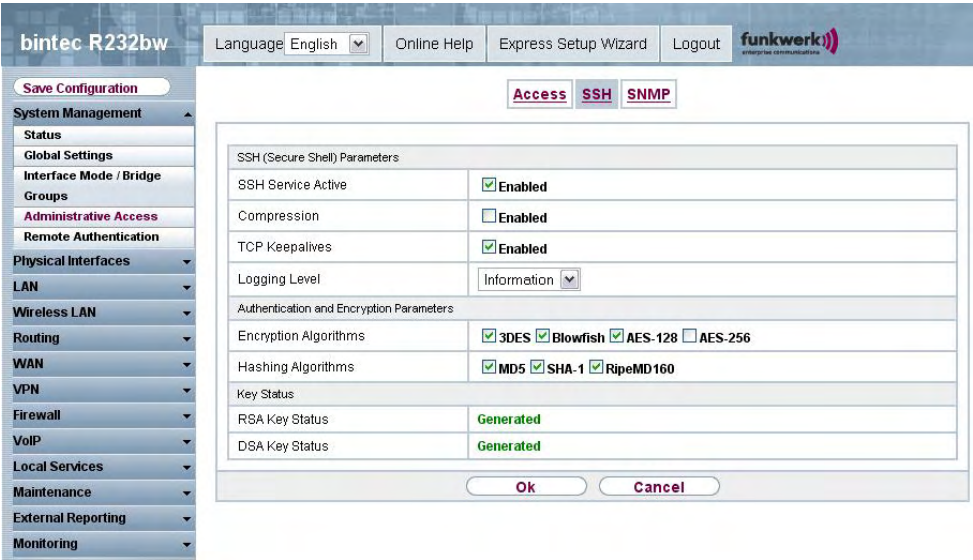 bintec R232bw
Language English
Online Help
Express Setup Wizard
Logout
funkwerk
enterprise communications
Save Configuration
System Management
Status
Global Settings
Interface Mode / Bridge
Groups
Administrative Access
Remote Authentication
Physical Interfaces
LAN
Wireless LAN
Routing
WAN
VPN
Firewall
VoIP
Local Services
Maintenance
External Reporting
Monitoring
Access SSH SNMP
SSH (Secure Shell) Parameters
SSH Service Active Enabled
Compression Enabled
TCP Keepalives Enabled
Logging Level Information
Authentication and Encryption Parameters
Encryption Algorithms 3DES Blowfish AES-128 AES-256
Hashing Algorithms MD5 SHA-1 RipeMD160
Key Status
RSA Key Status Generated
DSA Key Status Generated
Ok Cancel